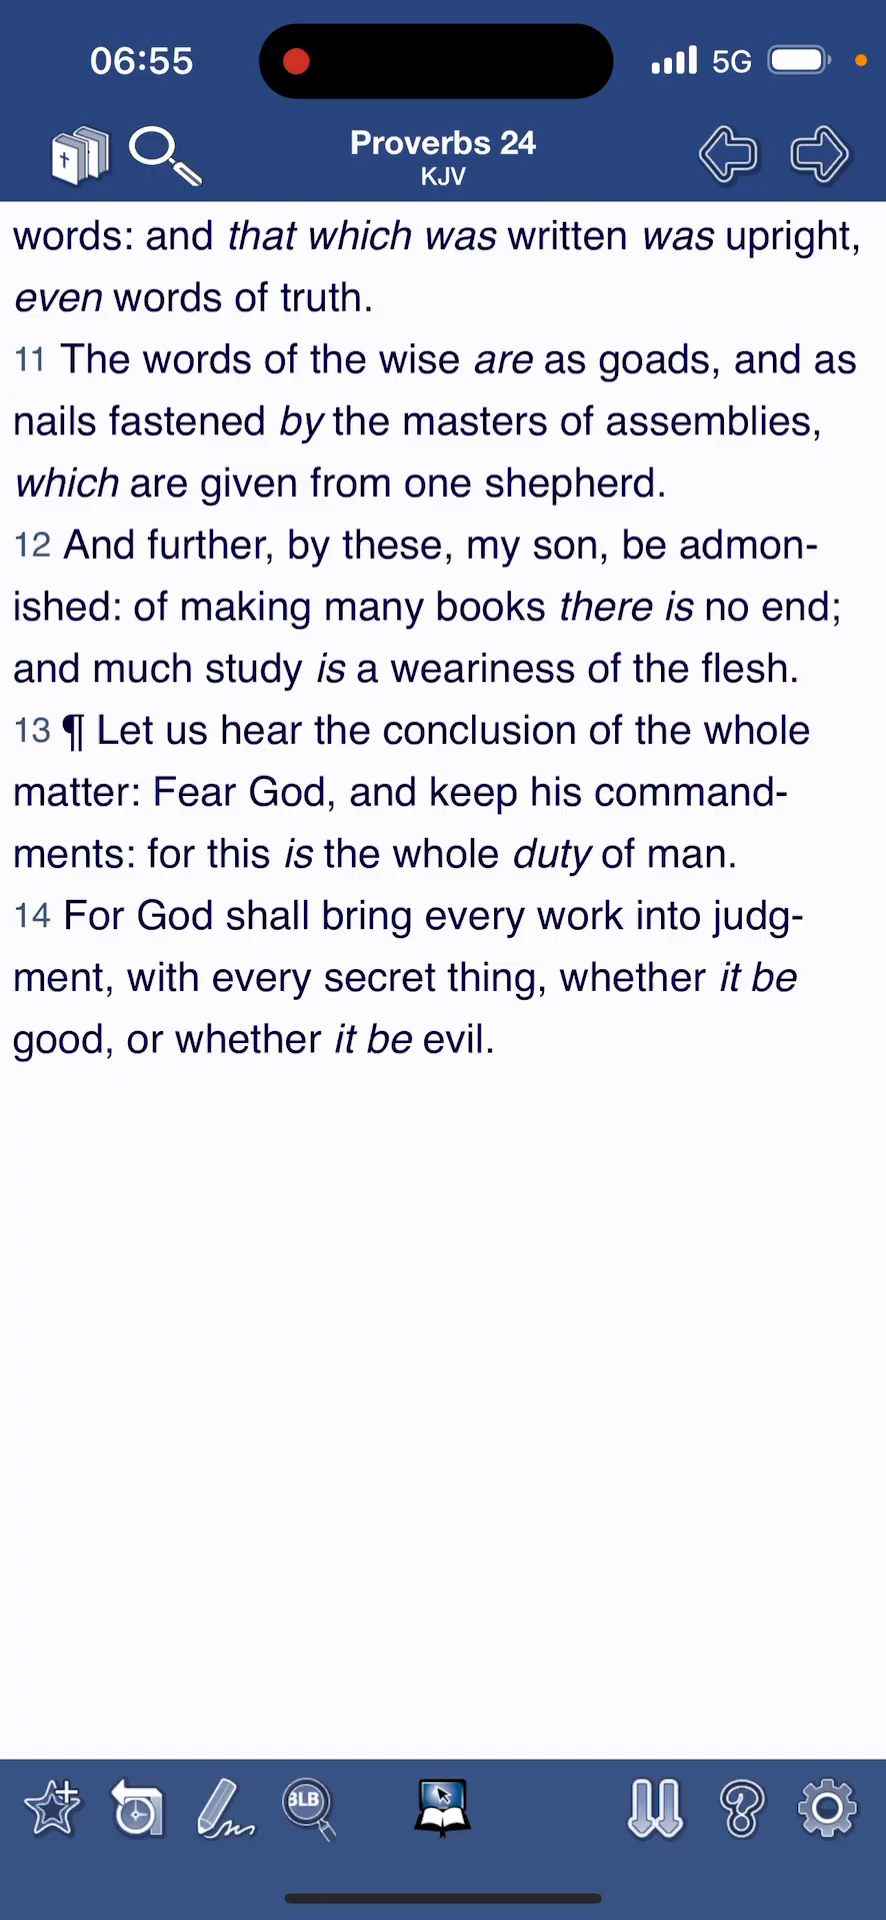 06:55
5G
Proverbs 24
KJV
words: and that which was written was upright,
even words of truth.
11 The words of the wise are as goads, and as
nails fastened by the masters of assemblies,
which are given from one shepherd.
12 And further, by these, my son, be admon-
ished: of making many books there is no end;
and much study is a weariness of the flesh.
13 ¶ Let us hear the conclusion of the whole
matter: Fear God, and keep his command-
ments: for this is the whole duty of man.
14 For God shall bring every work into judg-
ment, with every secret thing, whether it be
good, or whether it be evil.
BLB